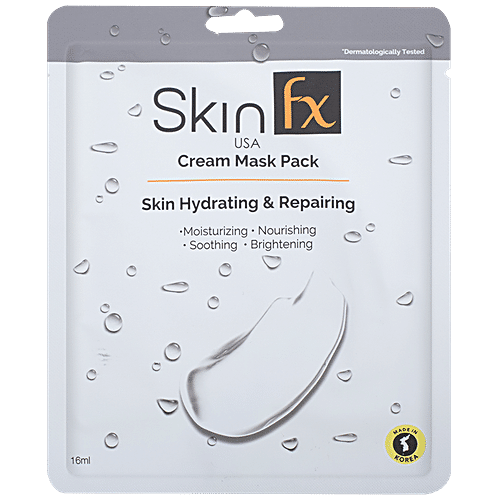 *Dermatologically Tested
Skin fx
USA
Cream Mask Pack
Skin Hydrating & Repairing
•Moisturizing • Nourishing
• Soothing • Brightening
MADE IN
KOREA
16ml